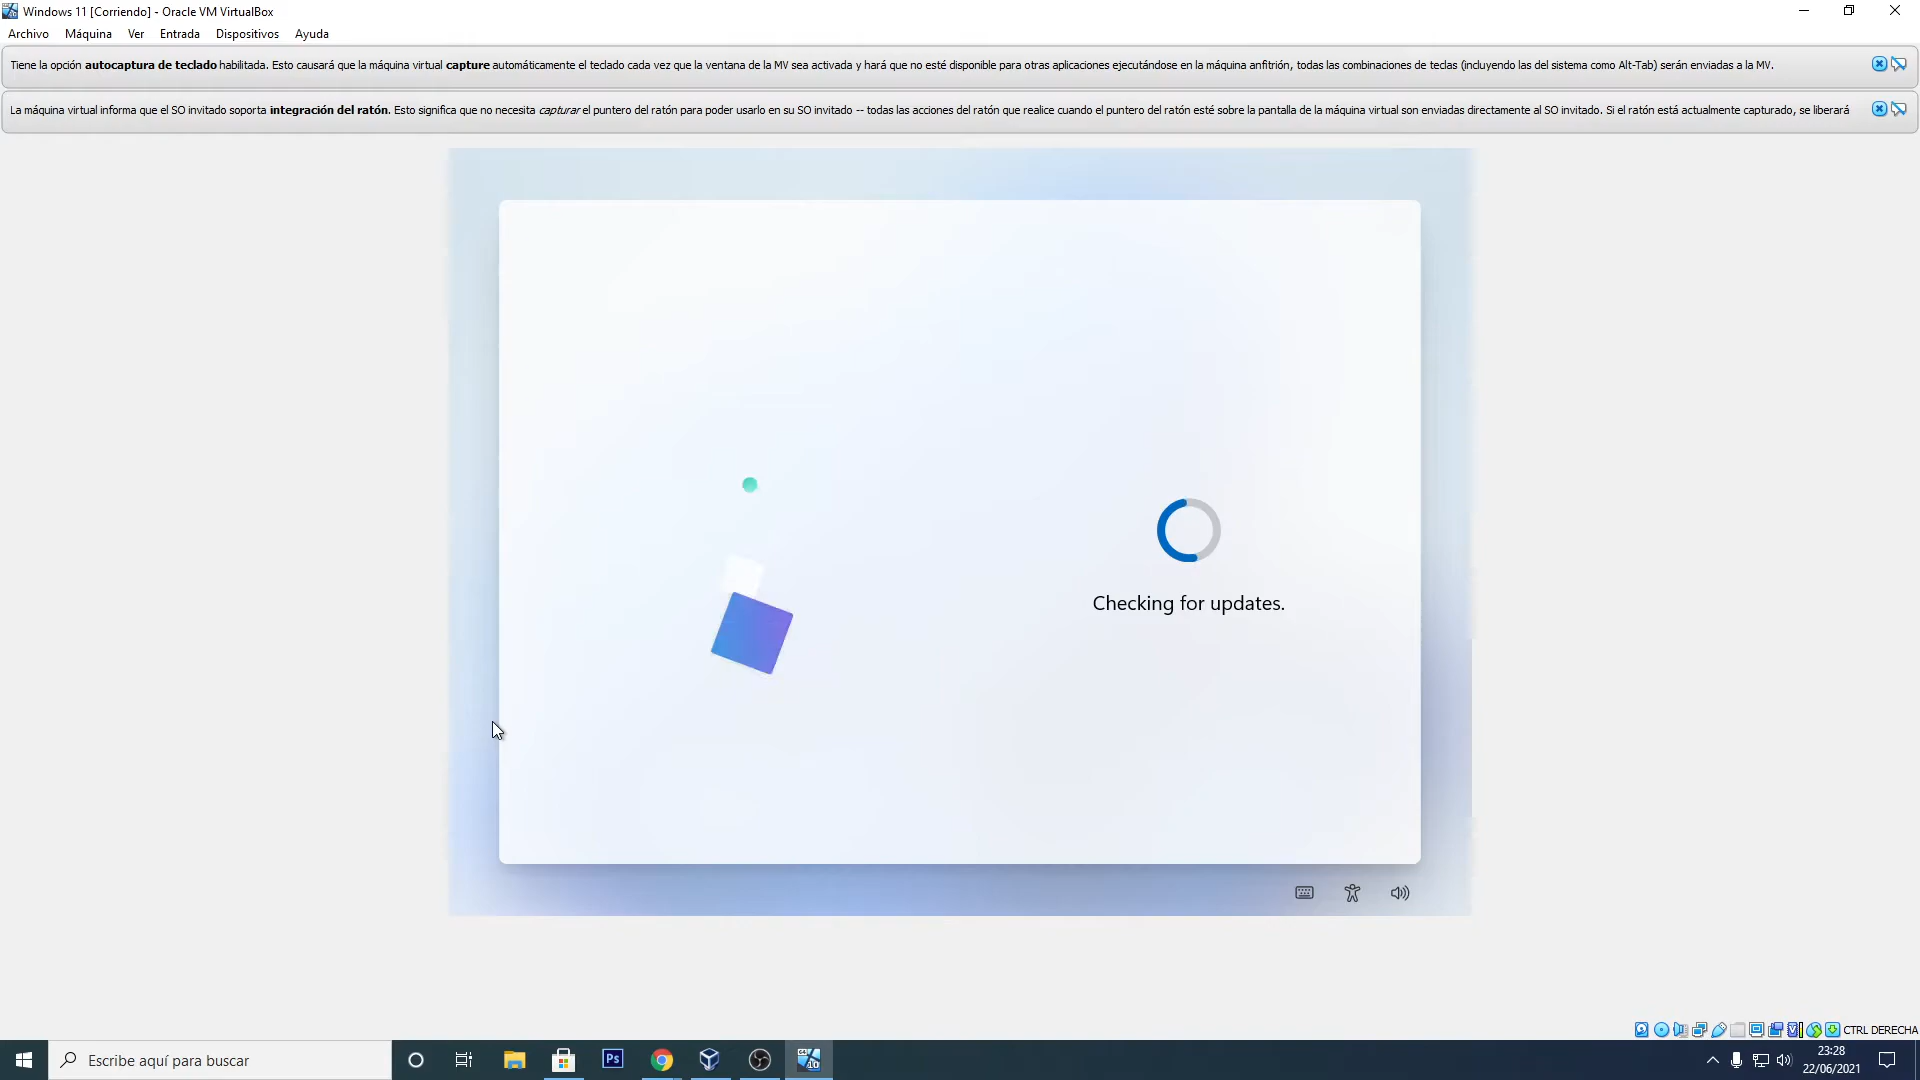 Windows 11 [Corriendo] - Oracle VM VirtualBox
Archivo Máquina Ver Entrada Dispositivos Ayuda
Tiene la opción autocaptura de teclado habilitada. Esto causará que la máquina virtual capture automáticamente el teclado cada vez que la ventana de la MV sea activada y hará que no esté disponible para otras aplicaciones ejecutándose en la máquina anfitrión, todas las combinaciones de teclas (incluyendo las del sistema como Alt-Tab) serán enviadas a la MV.
La máquina virtual informa que el SO invitado soporta integración del ratón. Esto significa que no necesita capturar el puntero del ratón para poder usarlo en su SO invitado -- todas las acciones del ratón que realice cuando el puntero del ratón esté sobre la pantalla de la máquina virtual son enviadas directamente al SO invitado. Si el ratón está actualmente capturado, se liberará
Checking for updates.
CTRL DERECHA
Escribe aquí para buscar
Ps
64
10
23:28
22/06/2021